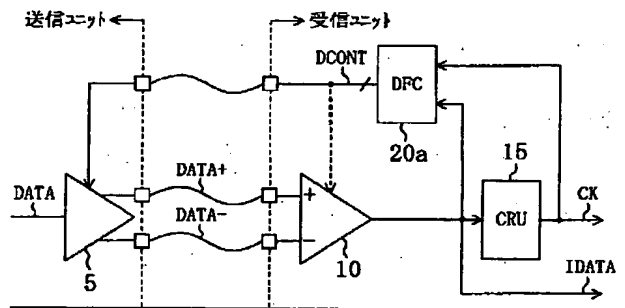 送信ユニット
受信ユニット
DCONT
DFC
20a
DATA+
15
DATA
DATA-
+
−
CRU
CK
5
10
IDATA